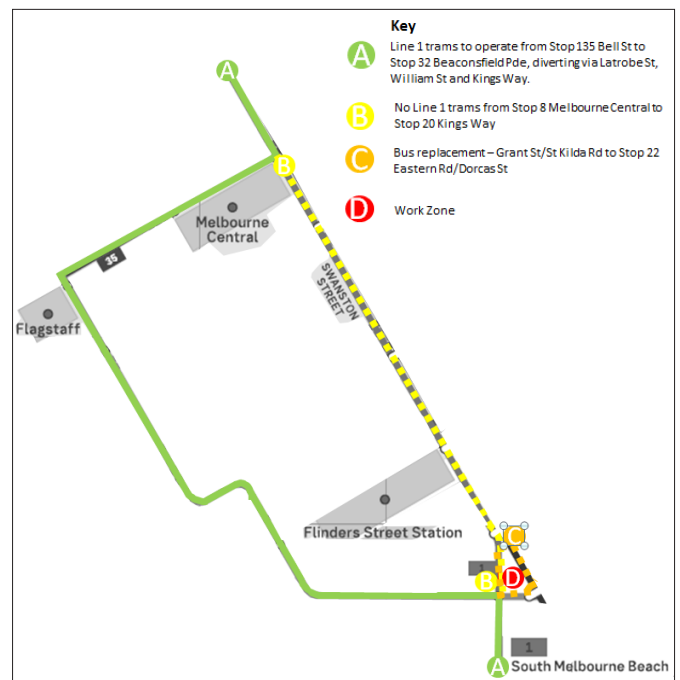 Key
A
Line 1 trams to operate from Stop 135 Bell St to
Stop 32 Beaconsfield Pde, diverting via Latrobe St,
William St and Kings Way.
B
No Line 1 trams from Stop 8 Melbourne Central to
Stop 20 Kings Way
C
Bus replacement – Grant St/St Kilda Rd to Stop 22
Eastern Rd/Dorcas St
D
Work Zone
A
B
Melbourne
Central
35
SWANSTON
STREET
Flagstaff
Flinders Street Station
C
1
B
D
1
A
South Melbourne Beach